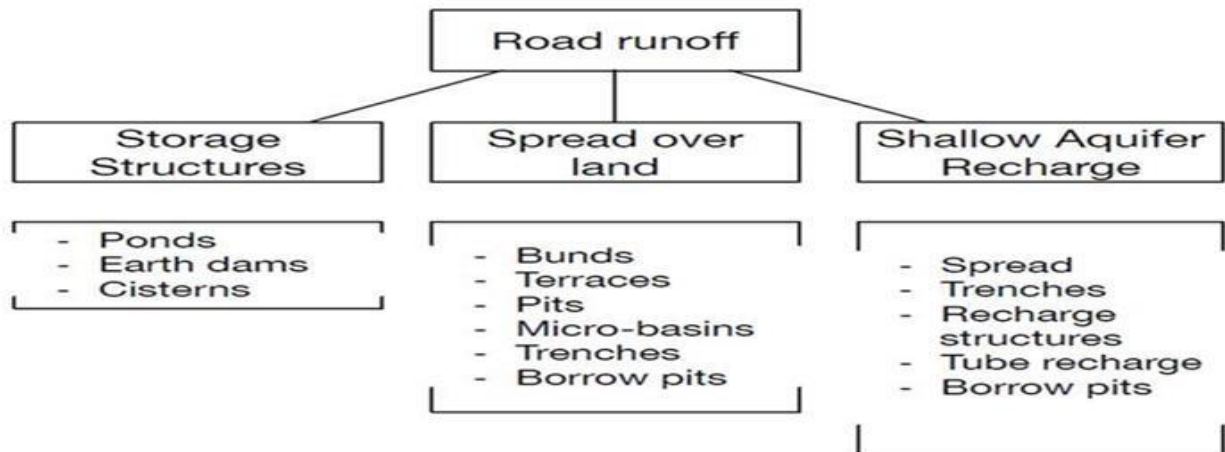 Road runoff
Storage
Structures
Spread over
land
Shallow Aquifer
Recharge
- Ponds
- Earth dams
- Cisterns
- Bunds
- Terraces
- Pits
- Micro-basins
- Trenches
- Borrow pits
- Spread
- Trenches
- Recharge
structures
- Tube recharge
- Borrow pits